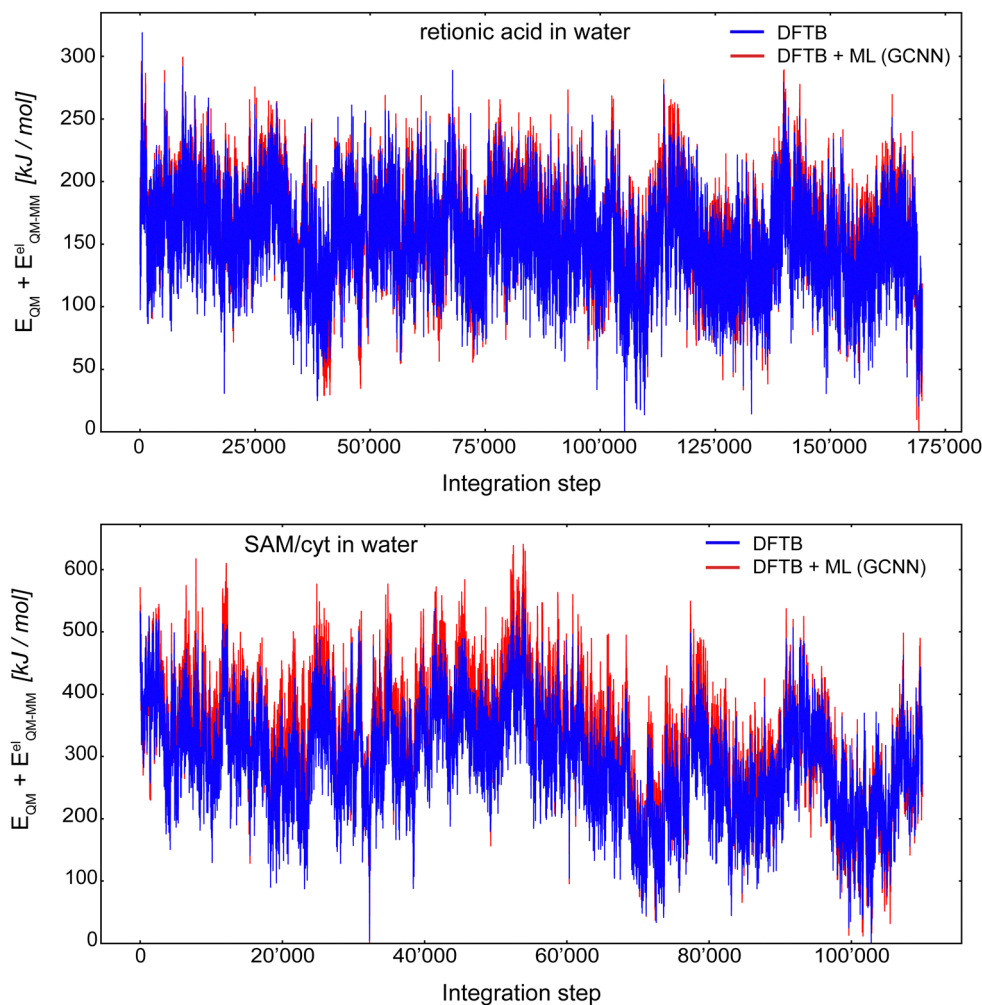 retionic acid in water
DFTB
DFTB + ML (GCNN)
E_QM + E^el_QM-MM [kJ / mol]
300
250
200
150
100
50
0
0 25'000 50'000 75'000 100'000 125'000 150'000 175'000
Integration step
SAM/cyt in water
DFTB
DFTB + ML (GCNN)
E_QM + E^el_QM-MM [kJ / mol]
600
500
400
300
200
100
0
0 20'000 40'000 60'000 80'000 100'000
Integration step